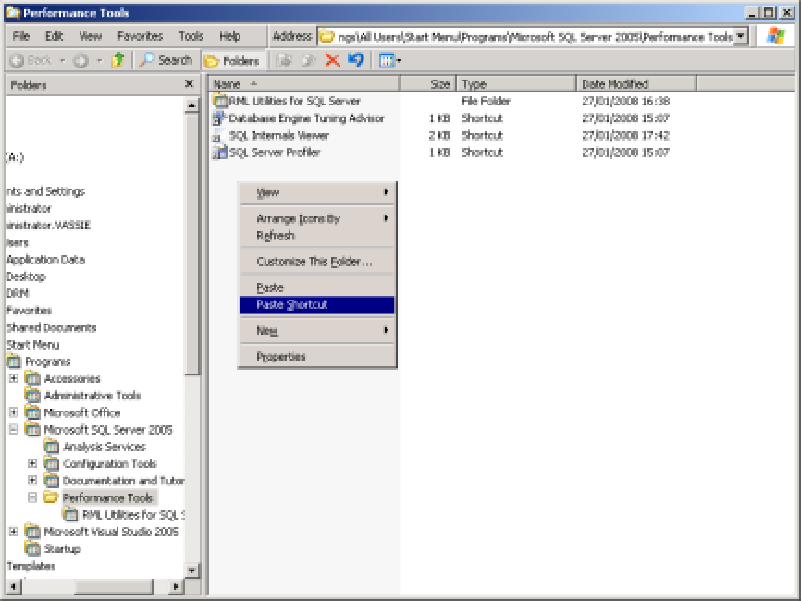 Performance Tools
File Edit View Favorites Tools Help Address ngs\All Users\Start Menu\Programs\Microsoft SQL Server 2005\Performance Tools
Back Search Folders
Folders
Name Size Type Date Modified
RML Utilities for SQL Server File Folder 27/01/2008 16:38
Database Engine Tuning Advisor 1 KB Shortcut 27/01/2008 15:07
SQL Internals Viewer 2 KB Shortcut 27/01/2008 17:42
SQL Server Profiler 1 KB Shortcut 27/01/2008 15:07
(A:)
nts and Settings
inistrator
inistrator.VASSIE
Users
Application Data
Desktop
DRM
Favorites
Shared Documents
Start Menu
Programs
Accessories
Administrative Tools
Microsoft Office
Microsoft SQL Server 2005
Analysis Services
Configuration Tools
Documentation and Tutor
Performance Tools
RML Utilities for SQL S
Microsoft Visual Studio 2005
Startup
Templates
View
Arrange Icons By
Refresh
Customize This Folder...
Paste
Paste Shortcut
New
Properties